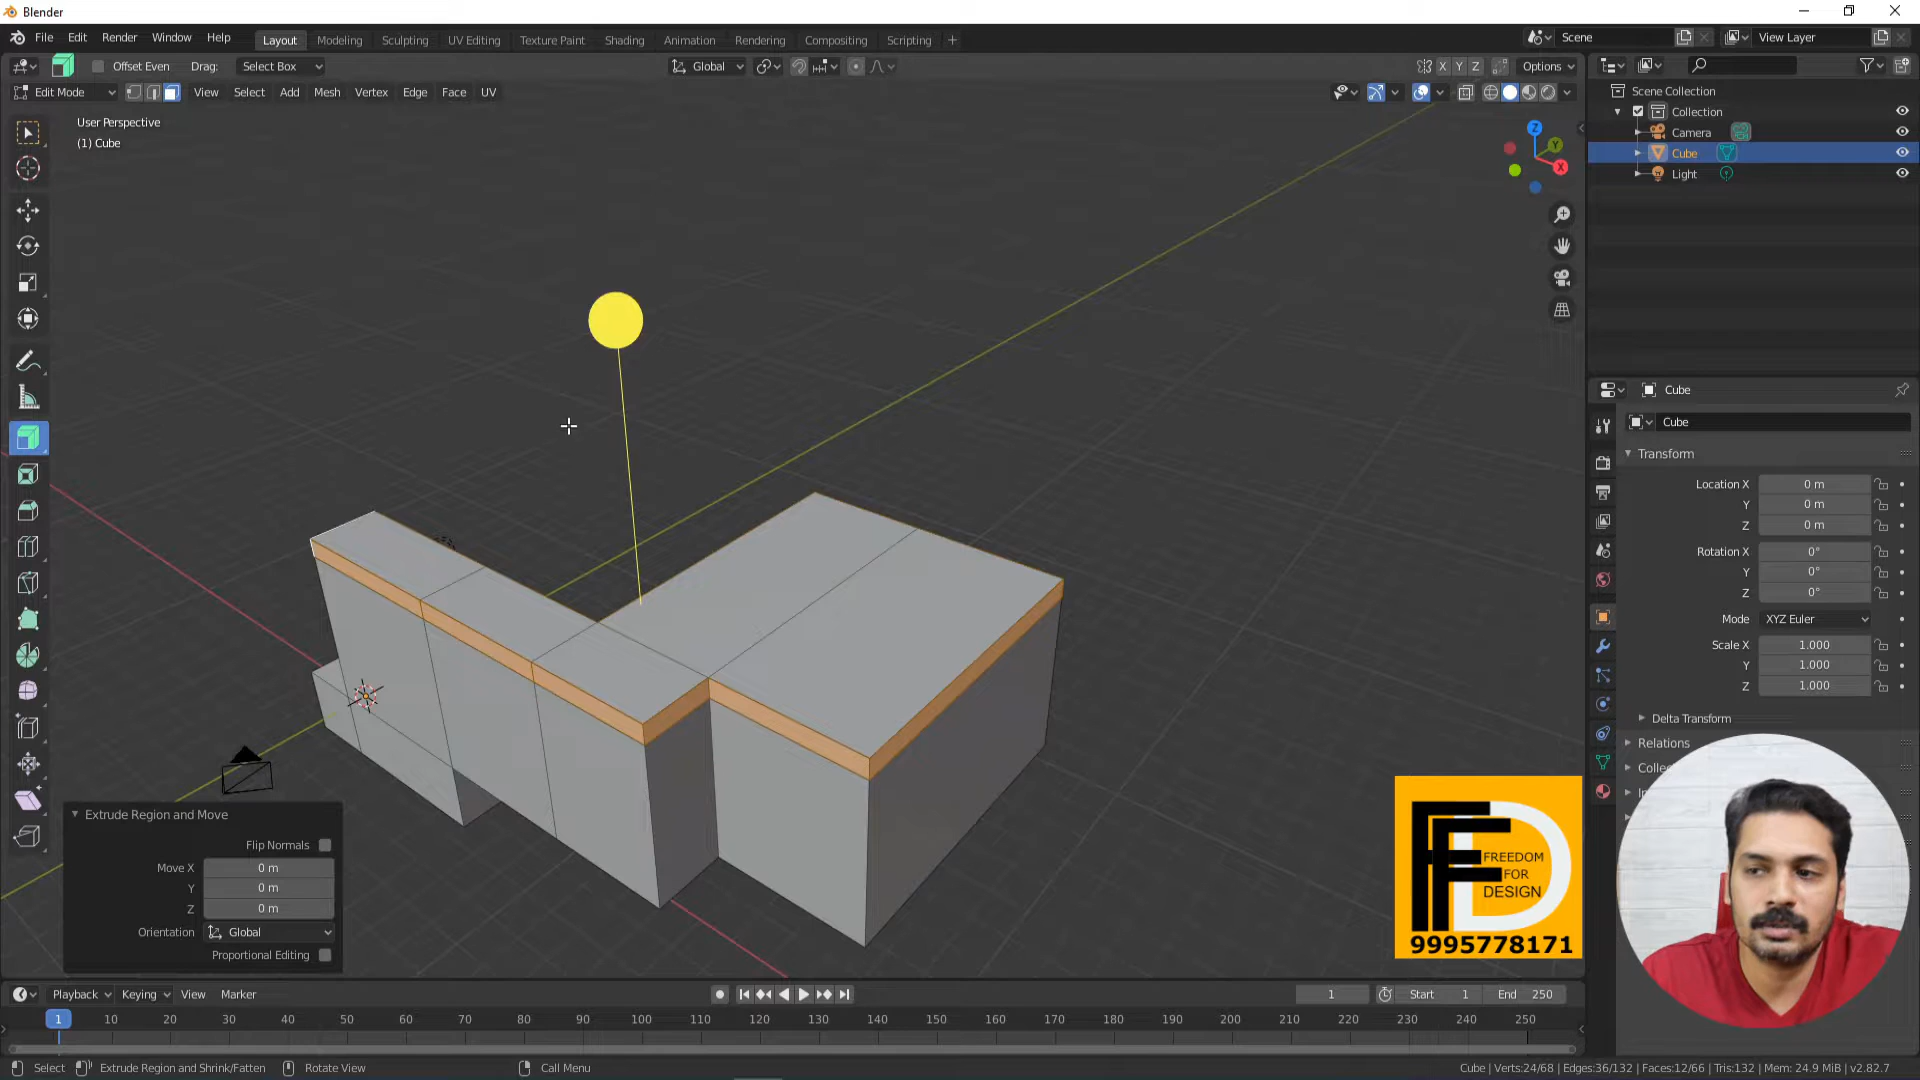 Blender
File Edit Render Window Help
Layout Modeling Sculpting UV Editing Texture Paint Shading Animation Rendering Compositing Scripting +
Scene
View Layer
Offset Even Drag: Select Box
Global
X Y Z Options
Edit Mode View Select Add Mesh Vertex Edge Face UV
User Perspective
(1) Cube
Z
Y
X
Scene Collection
Collection
Camera
Cube
Light
Cube
Cube
Transform
Location X 0 m
Y 0 m
Z 0 m
Rotation X 0°
Y 0°
Z 0°
Mode XYZ Euler
Scale X 1.000
Y 1.000
Z 1.000
Delta Transform
Relations
Extrude Region and Move
Flip Normals
Move X 0 m
Y 0 m
Z 0 m
Orientation Global
Proportional Editing
FREEDOM
FOR
DESIGN
9995778171
Playback Keying View Marker
1 Start 1 End 250
1 10 20 30 40 50 60 70 80 90 100 110 120 130 140 150 160 170 180 190 200 210 220 230 240 250
Select Extrude Region and Shrink/Fatten Rotate View Call Menu
Cube | Verts:24/68 | Edges:36/132 | Faces:12/66 | Tris:132 | Mem: 24.9 MiB | v2.82.7